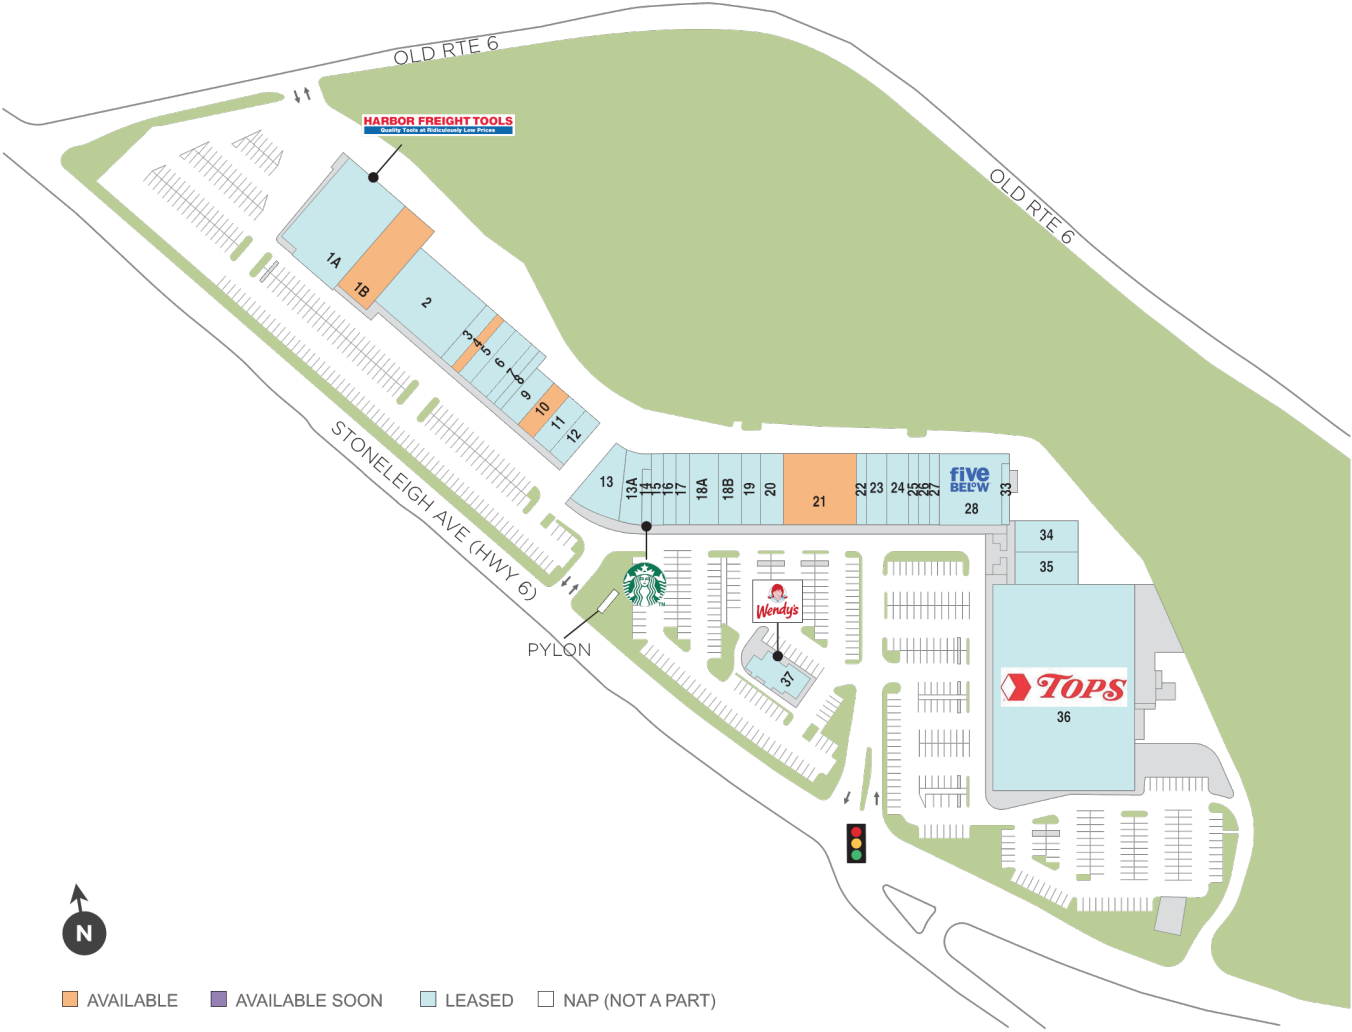 OLD RTE 6
HARBOR FREIGHT TOOLS
Quality Tools at Ridiculously Low Prices
OLD RTE 6
1A
1B
2
3
4
5
6
7
8
9
10
11
12
STONELEIGH AVE (HWY 6)
13
13A
14
15
16
17
18A
18B
19
20
21
22
23
24
25
26
27
five
BELOW
28
33
34
35
Wendy's
PYLON
37
TOPS
36
N
AVAILABLE
AVAILABLE SOON
LEASED
NAP (NOT A PART)